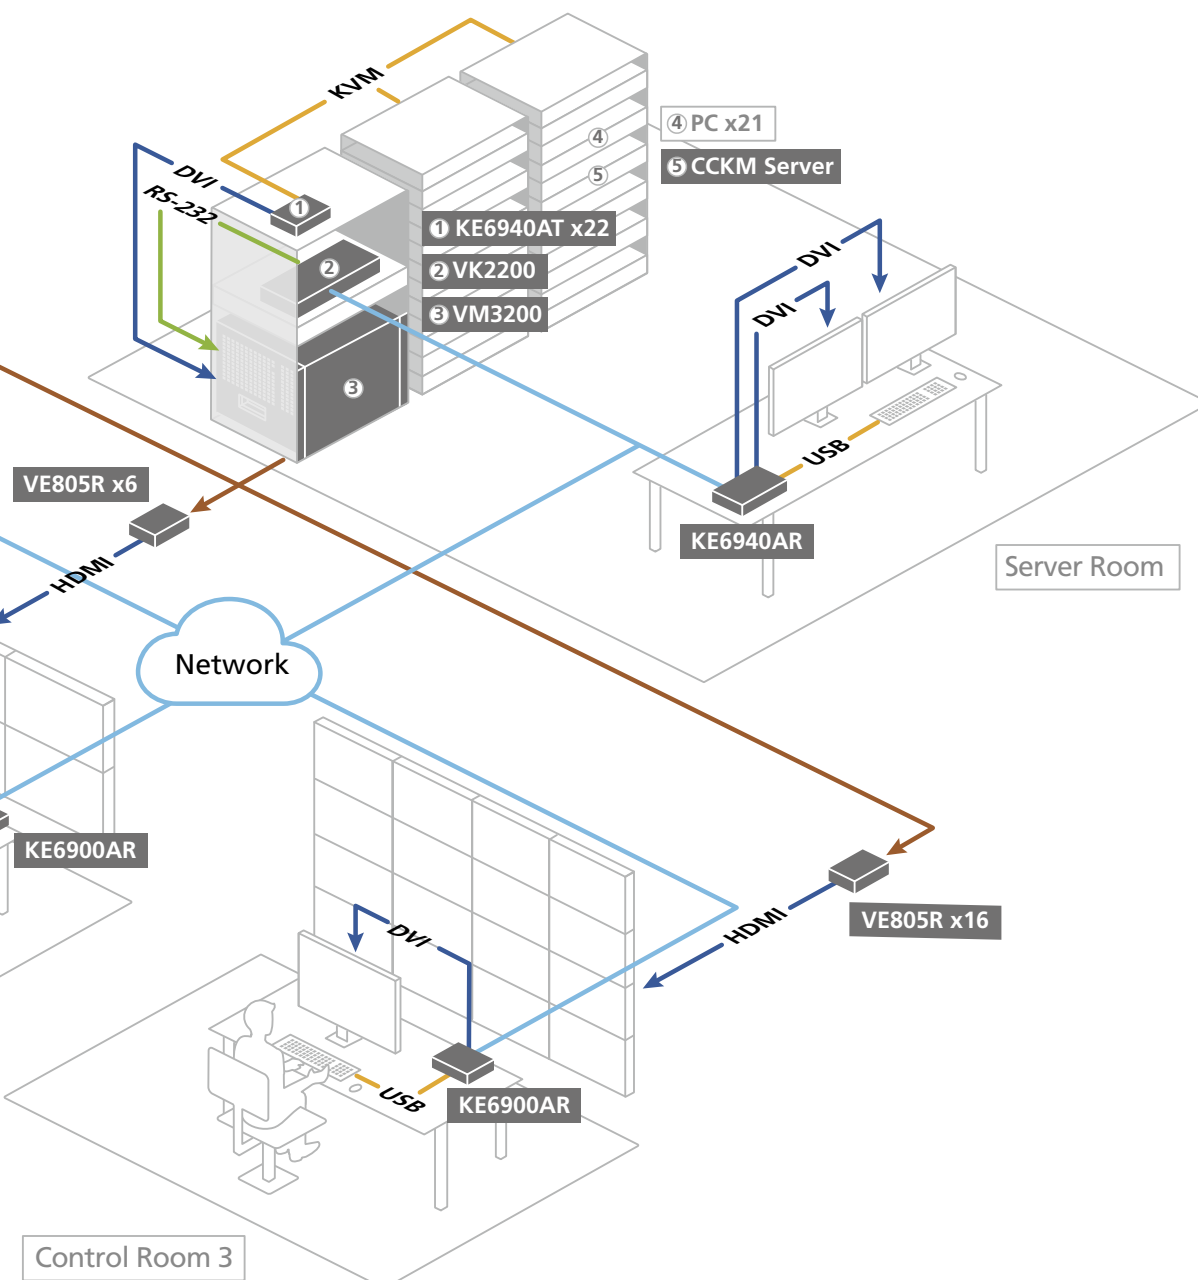 KVM
④ PC x21
⑤ CCKM Server
④
⑤
DVI
RS-232
①
②
③
① KE6940AT x22
② VK2200
③ VM3200
DVI
DVI
USB
KE6940AR
Server Room
VE805R x6
HDMI
Network
KE6900AR
DVI
USB
KE6900AR
HDMI
VE805R x16
Control Room 3